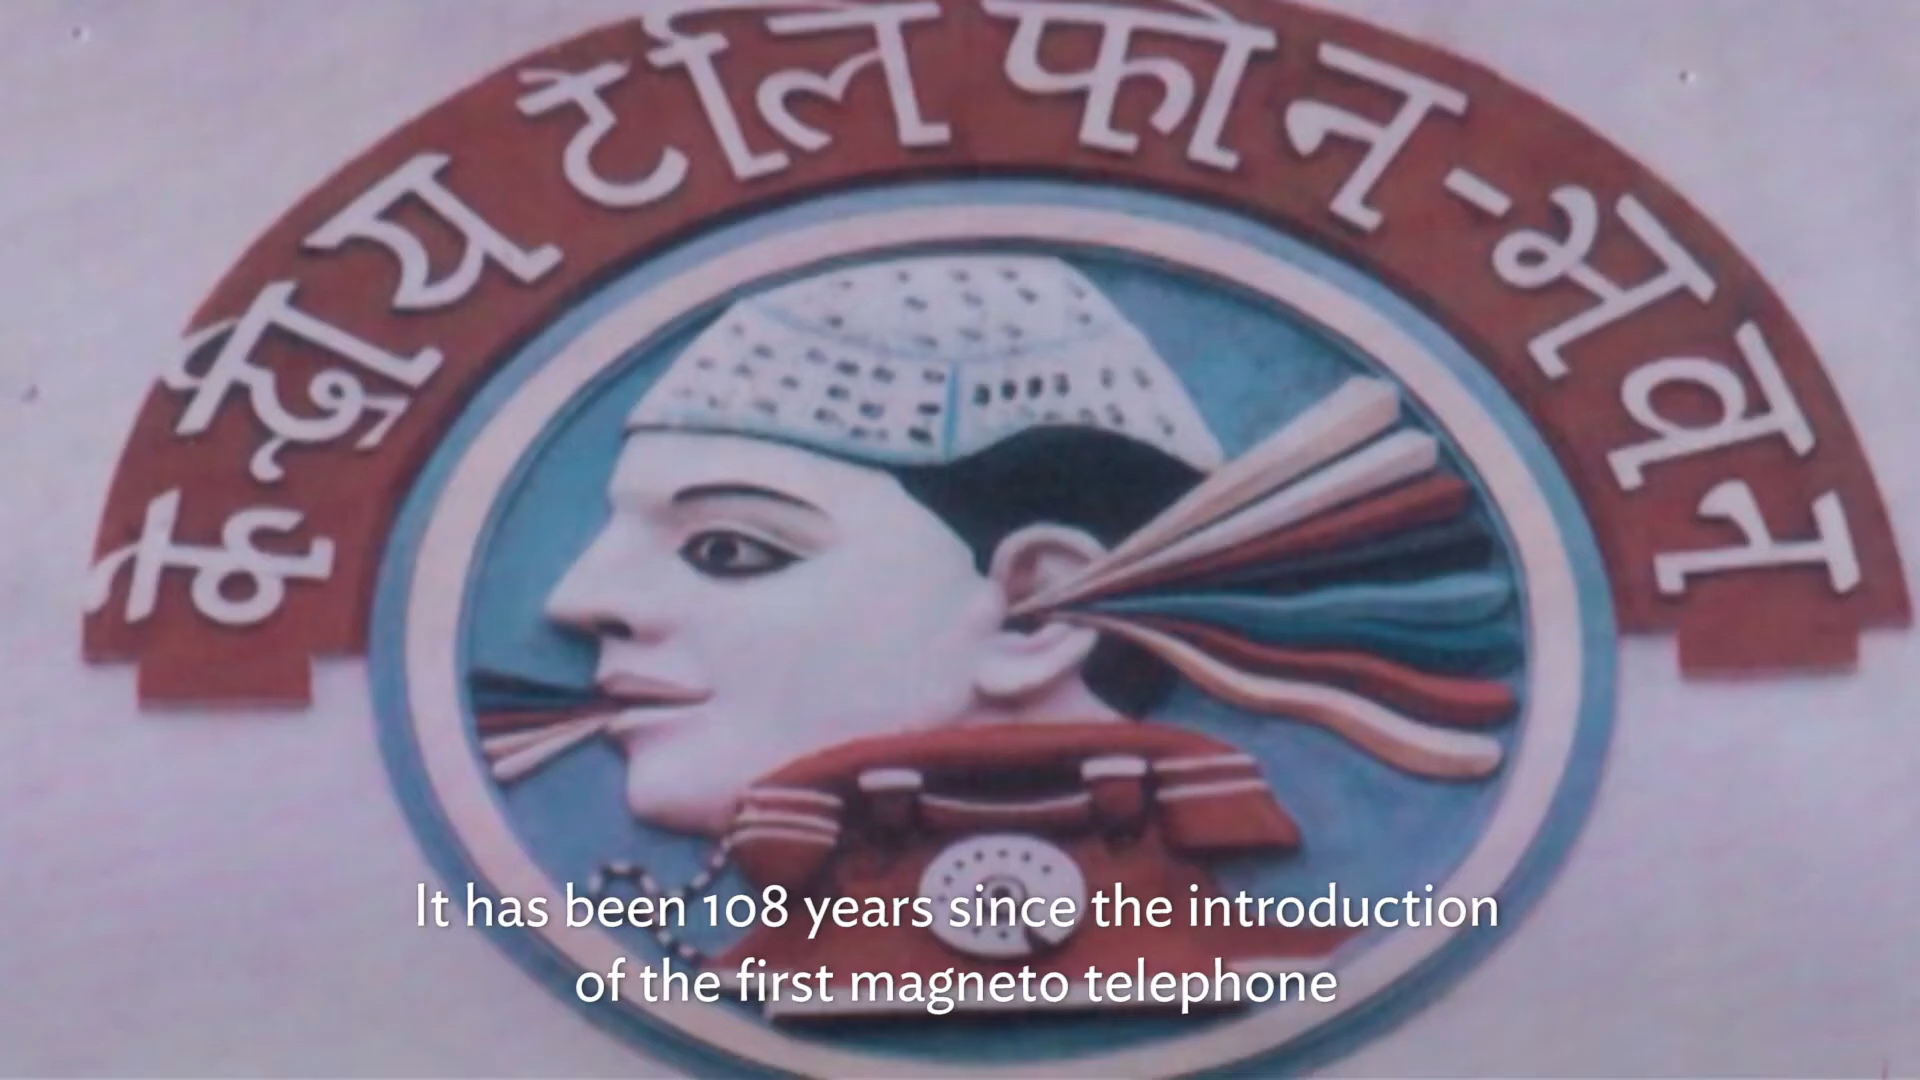 केन्द्रीय टेलिफोन-भवन
It has been 108 years since the introduction
of the first magneto telephone